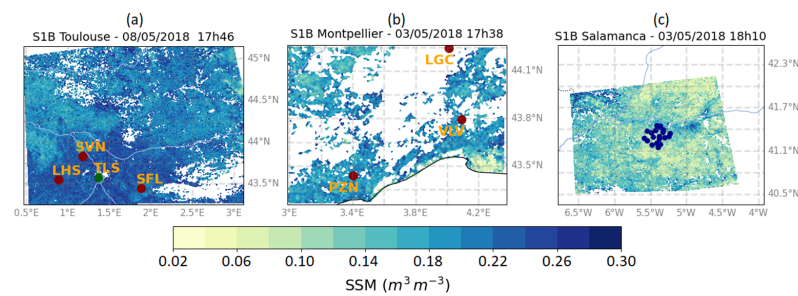 (a)
S1B Toulouse - 08/05/2018 17h46
45°N
44.5°N
44°N
43.5°N
SVN
LHS
TLS
SFL
0.5°E 1°E 1.5°E 2°E 2.5°E 3°E
(b)
S1B Montpellier - 03/05/2018 17h38
LGC
44.1°N
VLV
43.8°N
43.5°N
PZN
3°E 3.4°E 3.8°E 4.2°E
(c)
S1B Salamanca - 03/05/2018 18h10
42.3°N
41.7°N
41.1°N
40.5°N
6.5°W 6°W 5.5°W 5°W 4.5°W 4°W
0.02 0.06 0.10 0.14 0.18 0.22 0.26 0.30
SSM (m³ m⁻³)